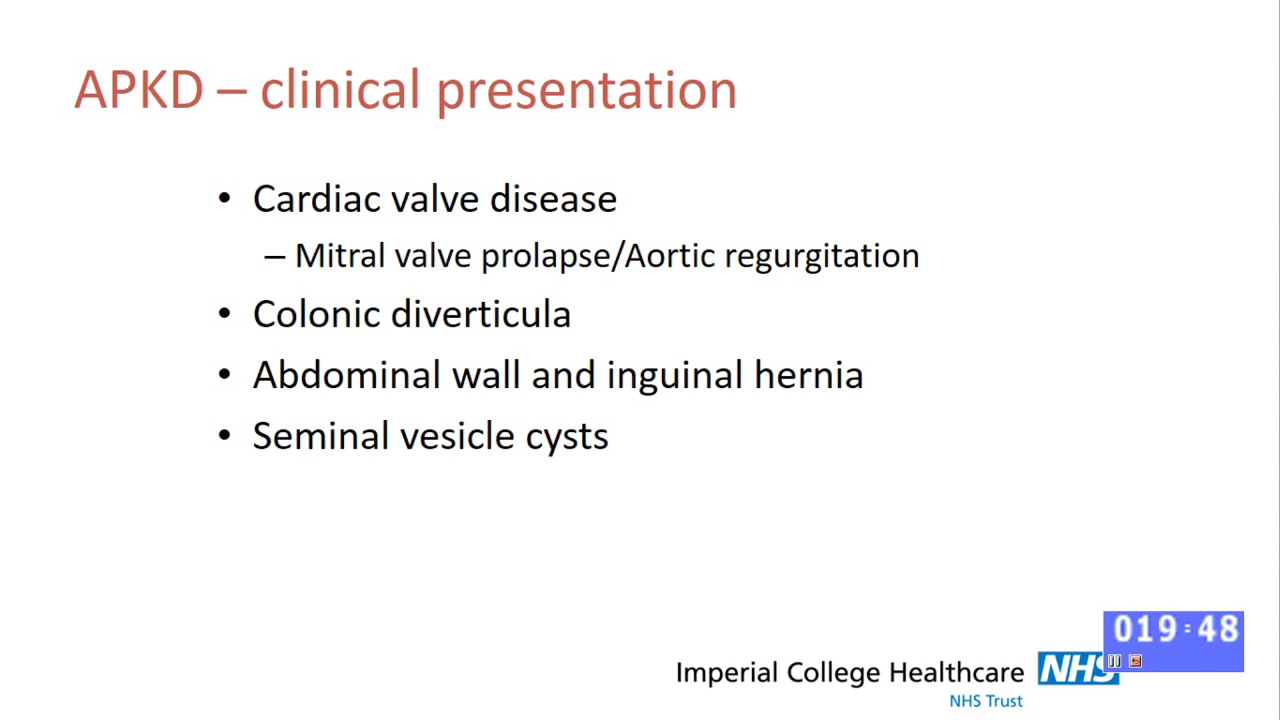 APKD – clinical presentation
• Cardiac valve disease
– Mitral valve prolapse/Aortic regurgitation
• Colonic diverticula
• Abdominal wall and inguinal hernia
• Seminal vesicle cysts
019:48
Imperial College Healthcare NHS
NHS Trust